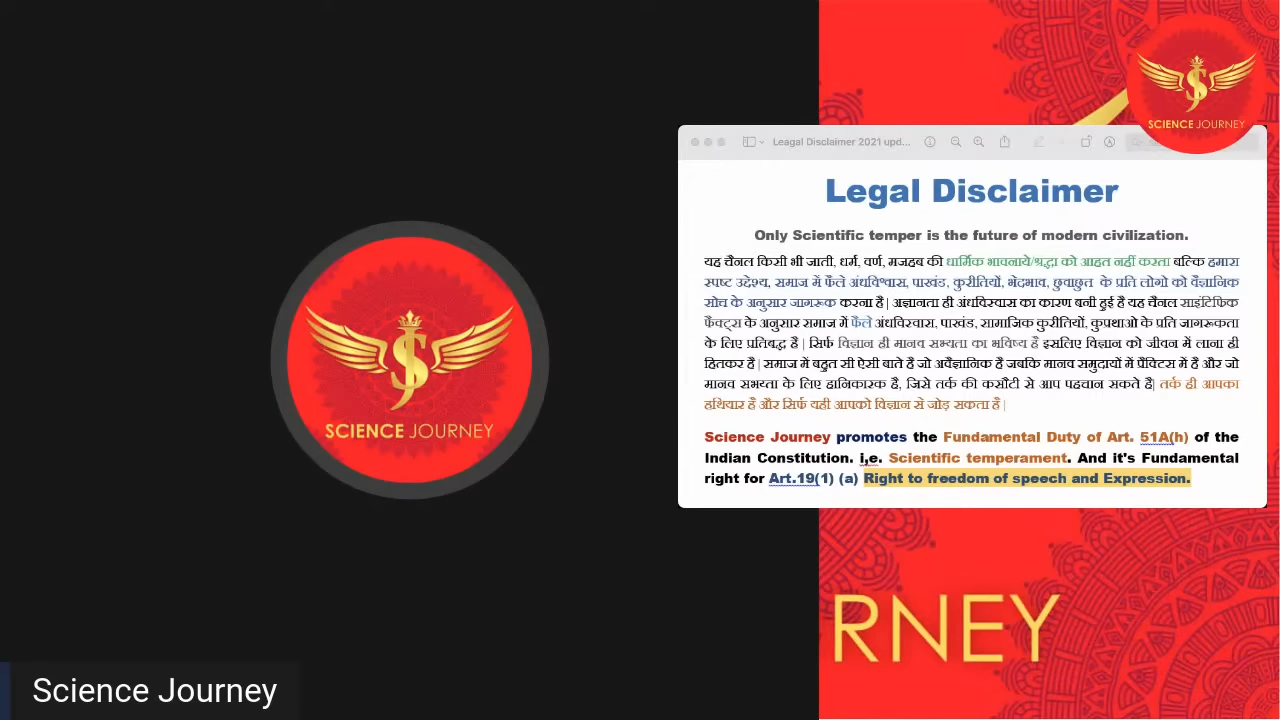 SCIENCE JOURNEY
Leagal Disclaimer 2021 upd...
Legal Disclaimer
Only Scientific temper is the future of modern civilization.
यह चैनल किसी भी जाती, धर्म, वर्ण, मजहब की धार्मिक भावनाये/श्रद्धा को आहत नहीं करता बल्कि हमारा
स्पष्ट उद्देश्य, समाज में फैले अंधविश्वास, पाखंड, कुरीतियों, भेदभाव, छुवाछुत के प्रति लोगो को वैज्ञानिक
सोच के अनुसार जागरूक करना है | अज्ञानता ही अंधविस्वास का कारण बनी हुई है यह चैनल साइंटिफिक
फैक्ट्स के अनुसार समाज में फैले अंधविस्वास, पाखंड, सामाजिक कुरीतियों, कुप्रथाओ के प्रति जागरूकता
के लिए प्रतिबद्ध है | सिर्फ विज्ञान ही मानव सभ्यता का भविष्य है इसलिए विज्ञान को जीवन में लाना ही
हितकर है | समाज में बहुत सी ऐसी बाते है जो अवैज्ञानिक है जबकि मानव समुदायों में प्रैक्टिस में है और जो
मानव सभ्यता के लिए हानिकारक है, जिसे तर्क की कसौटी से आप पहचान सकते है| तर्क ही आपका
हथियार है और सिर्फ यही आपको विज्ञान से जोड़ सकता है |
Science Journey promotes the Fundamental Duty of Art. 51A(h) of the
Indian Constitution. i,e. Scientific temperament. And it's Fundamental
right for Art.19(1) (a) Right to freedom of speech and Expression.
SCIENCE JOURNEY
RNEY
Science Journey